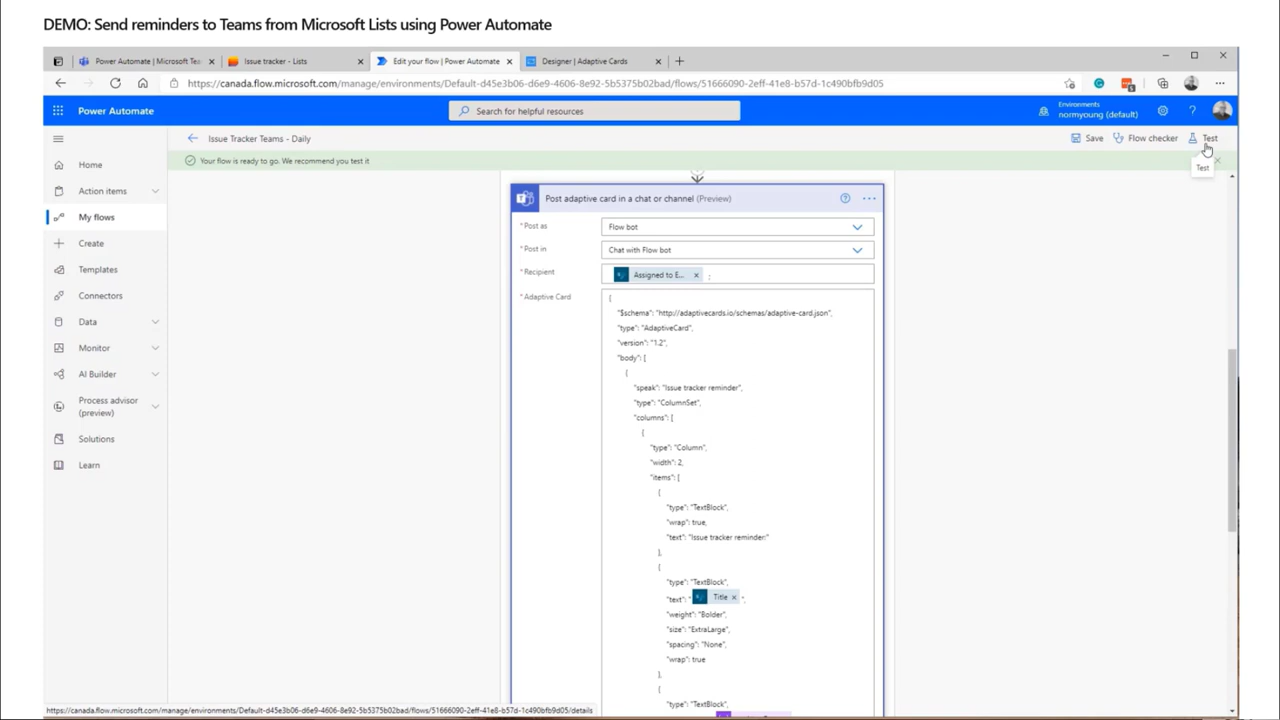 DEMO: Send reminders to Teams from Microsoft Lists using Power Automate
Power Automate | Microsoft Tea
Issue tracker - Lists
Edit your flow | Power Automate
Designer | Adaptive Cards
https://canada.flow.microsoft.com/manage/environments/Default-d45e3b06-d6e9-4606-8e92-5b5375b02bad/flows/51666090-2eff-41e8-b57d-1c490bfb9d05
Power Automate
Search for helpful resources
Environments
normyoung (default)
Issue Tracker Teams - Daily
Save
Flow checker
Test
Your flow is ready to go. We recommend you test it
Test
Home
Action items
My flows
Create
Templates
Connectors
Data
Monitor
AI Builder
Process advisor
(preview)
Solutions
Learn
Post adaptive card in a chat or channel (Preview)
* Post as
Flow bot
* Post in
Chat with Flow bot
* Recipient
Assigned to E... ;
* Adaptive Card
{
"$schema": "http://adaptivecards.io/schemas/adaptive-card.json",
"type": "AdaptiveCard",
"version": "1.2",
"body": [
{
"speak": "Issue tracker reminder",
"type": "ColumnSet",
"columns": [
{
"type": "Column",
"width": 2,
"items": [
{
"type": "TextBlock",
"wrap": true,
"text": "Issue tracker reminder:"
},
{
"type": "TextBlock",
"text": " Title ",
"weight": "Bolder",
"size": "ExtraLarge",
"spacing": "None",
"wrap": true
},
{
"type": "TextBlock",
https://canada.flow.microsoft.com/manage/environments/Default-d45e3b06-d6e9-4606-8e92-5b5375b02bad/flows/51666090-2eff-41e8-b57d-1c490bfb9d05/details